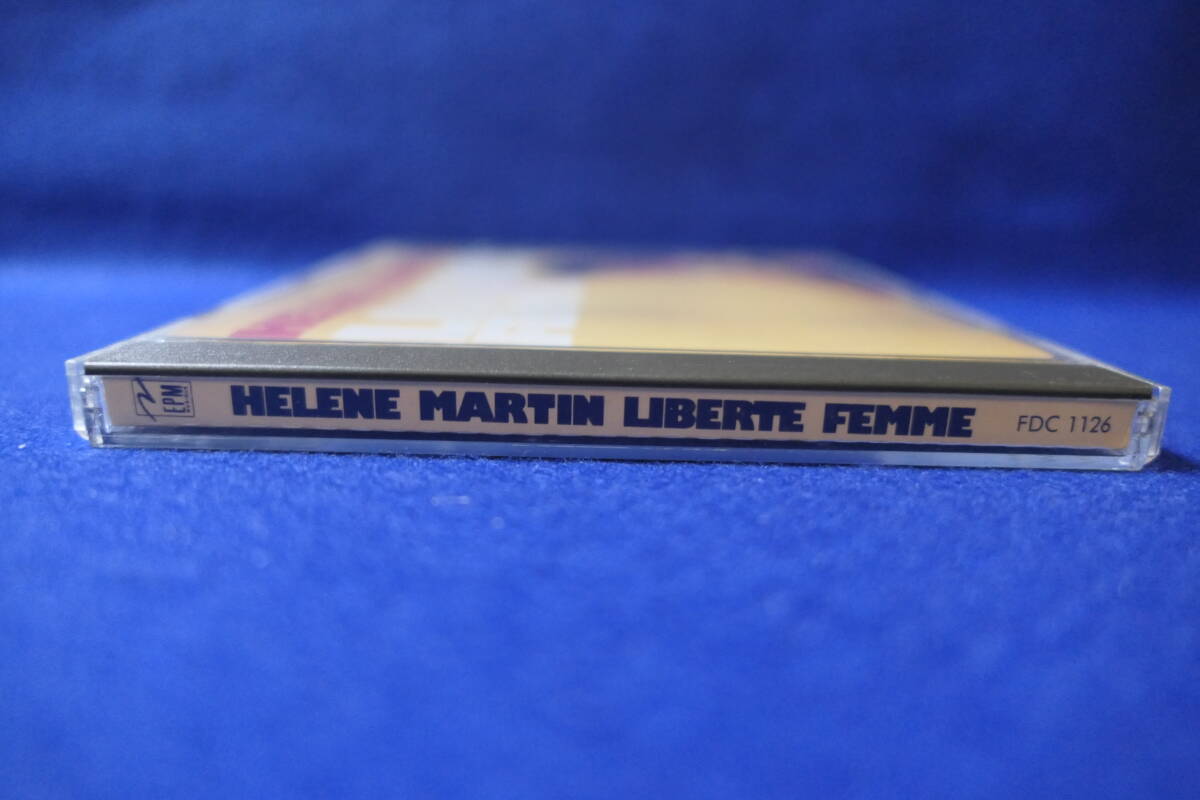 EPM
HELENE MARTIN LIBERTE FEMME
FDC 1126